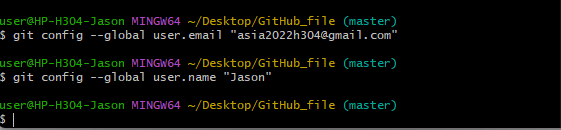 user@HP-H304-Jason MINGW64 ~/Desktop/GitHub_file (master)
$ git config --global user.email "asia2022h304@gmail.com"
user@HP-H304-Jason MINGW64 ~/Desktop/GitHub_file (master)
$ git config --global user.name "Jason"
user@HP-H304-Jason MINGW64 ~/Desktop/GitHub_file (master)
$